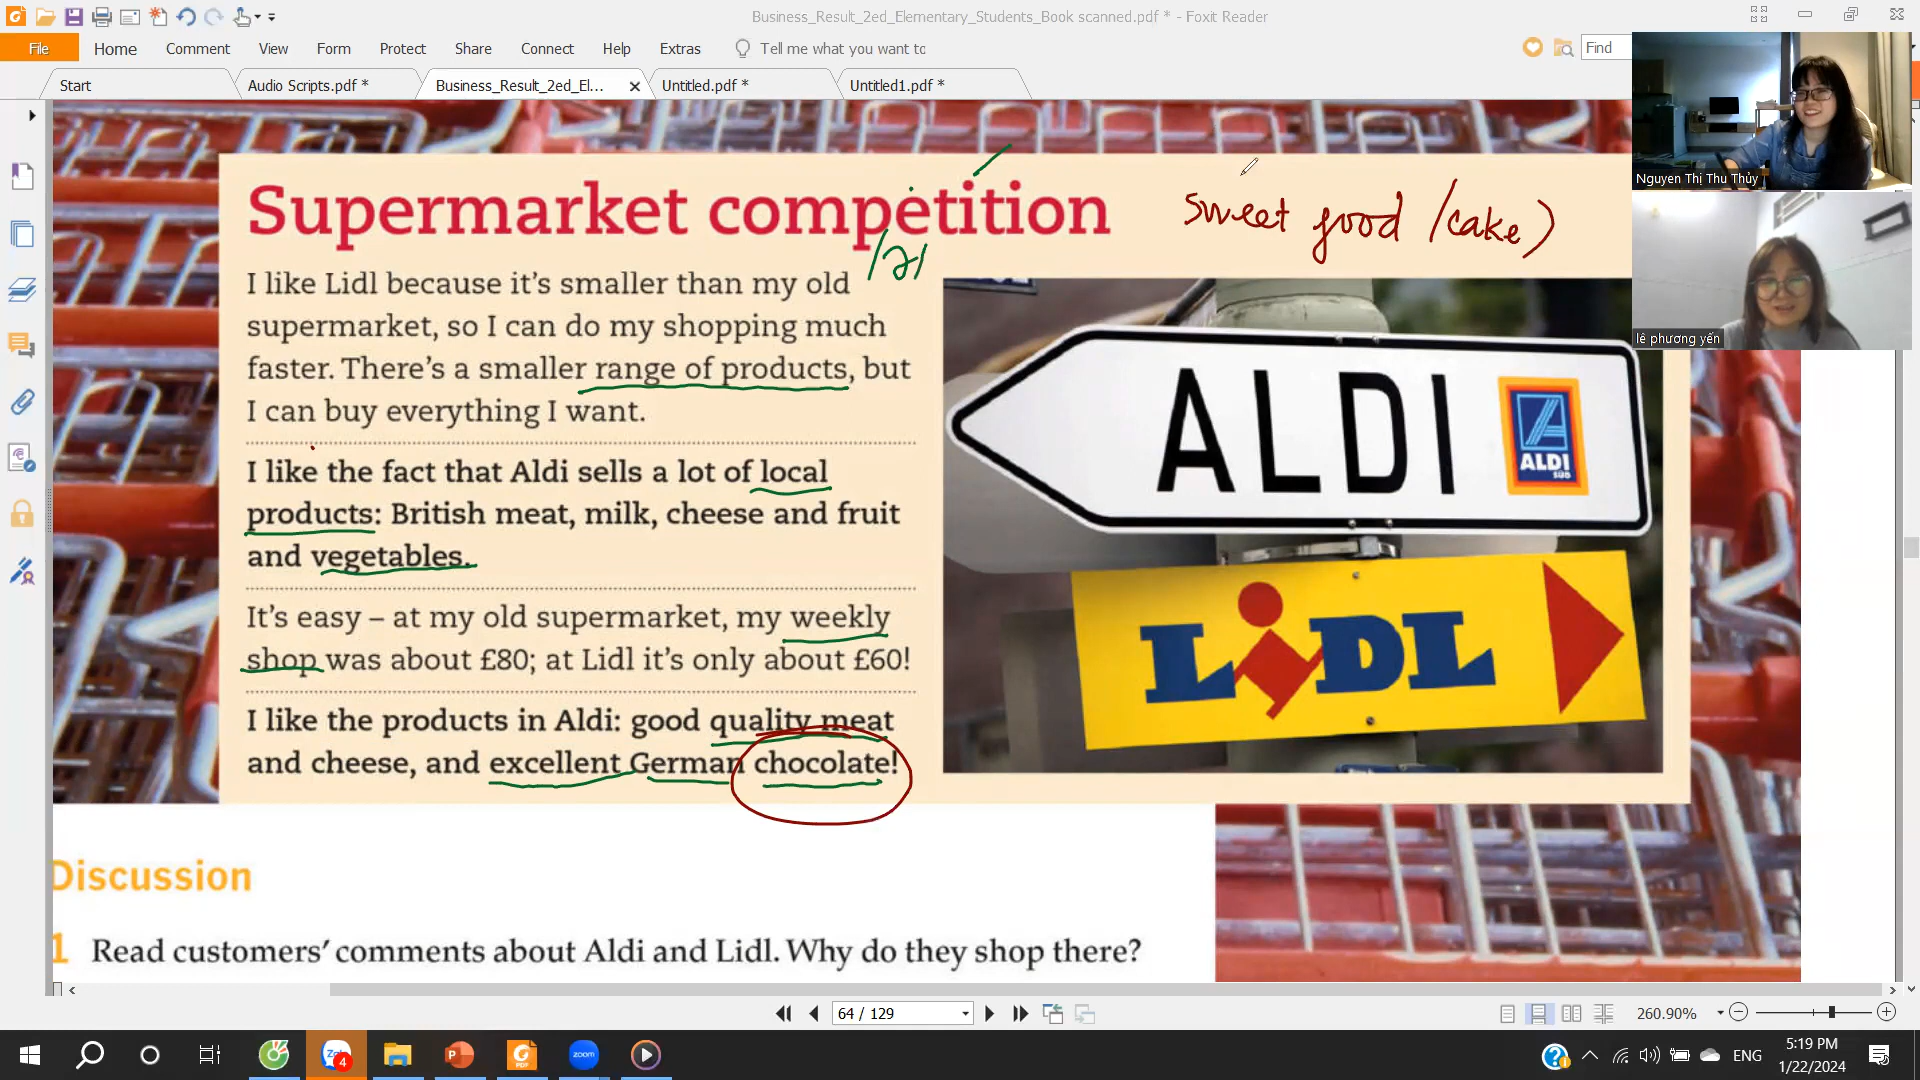 Business_Result_2ed_Elementary_Students_Book scanned.pdf * - Foxit Reader
File Home Comment View Form Protect Share Connect Help Extras Tell me what you want to Find
Start Audio Scripts.pdf * Business_Result_2ed_El... Untitled.pdf * Untitled1.pdf *
Nguyen Thị Thu Thủy
lê phương yến
Supermarket competition
/ə/
sweet good /cake)
I like Lidl because it's smaller than my old
supermarket, so I can do my shopping much
faster. There's a smaller range of products, but
I can buy everything I want.
I like the fact that Aldi sells a lot of local
products: British meat, milk, cheese and fruit
and vegetables.
It's easy – at my old supermarket, my weekly
shop was about £80; at Lidl it's only about £60!
I like the products in Aldi: good quality meat
and cheese, and excellent German chocolate!
ALDI
ALDI
SÜD
LIDL
Discussion
1 Read customers' comments about Aldi and Lidl. Why do they shop there?
64 / 129
260.90%
4
zoom
ENG
5:19 PM
1/22/2024